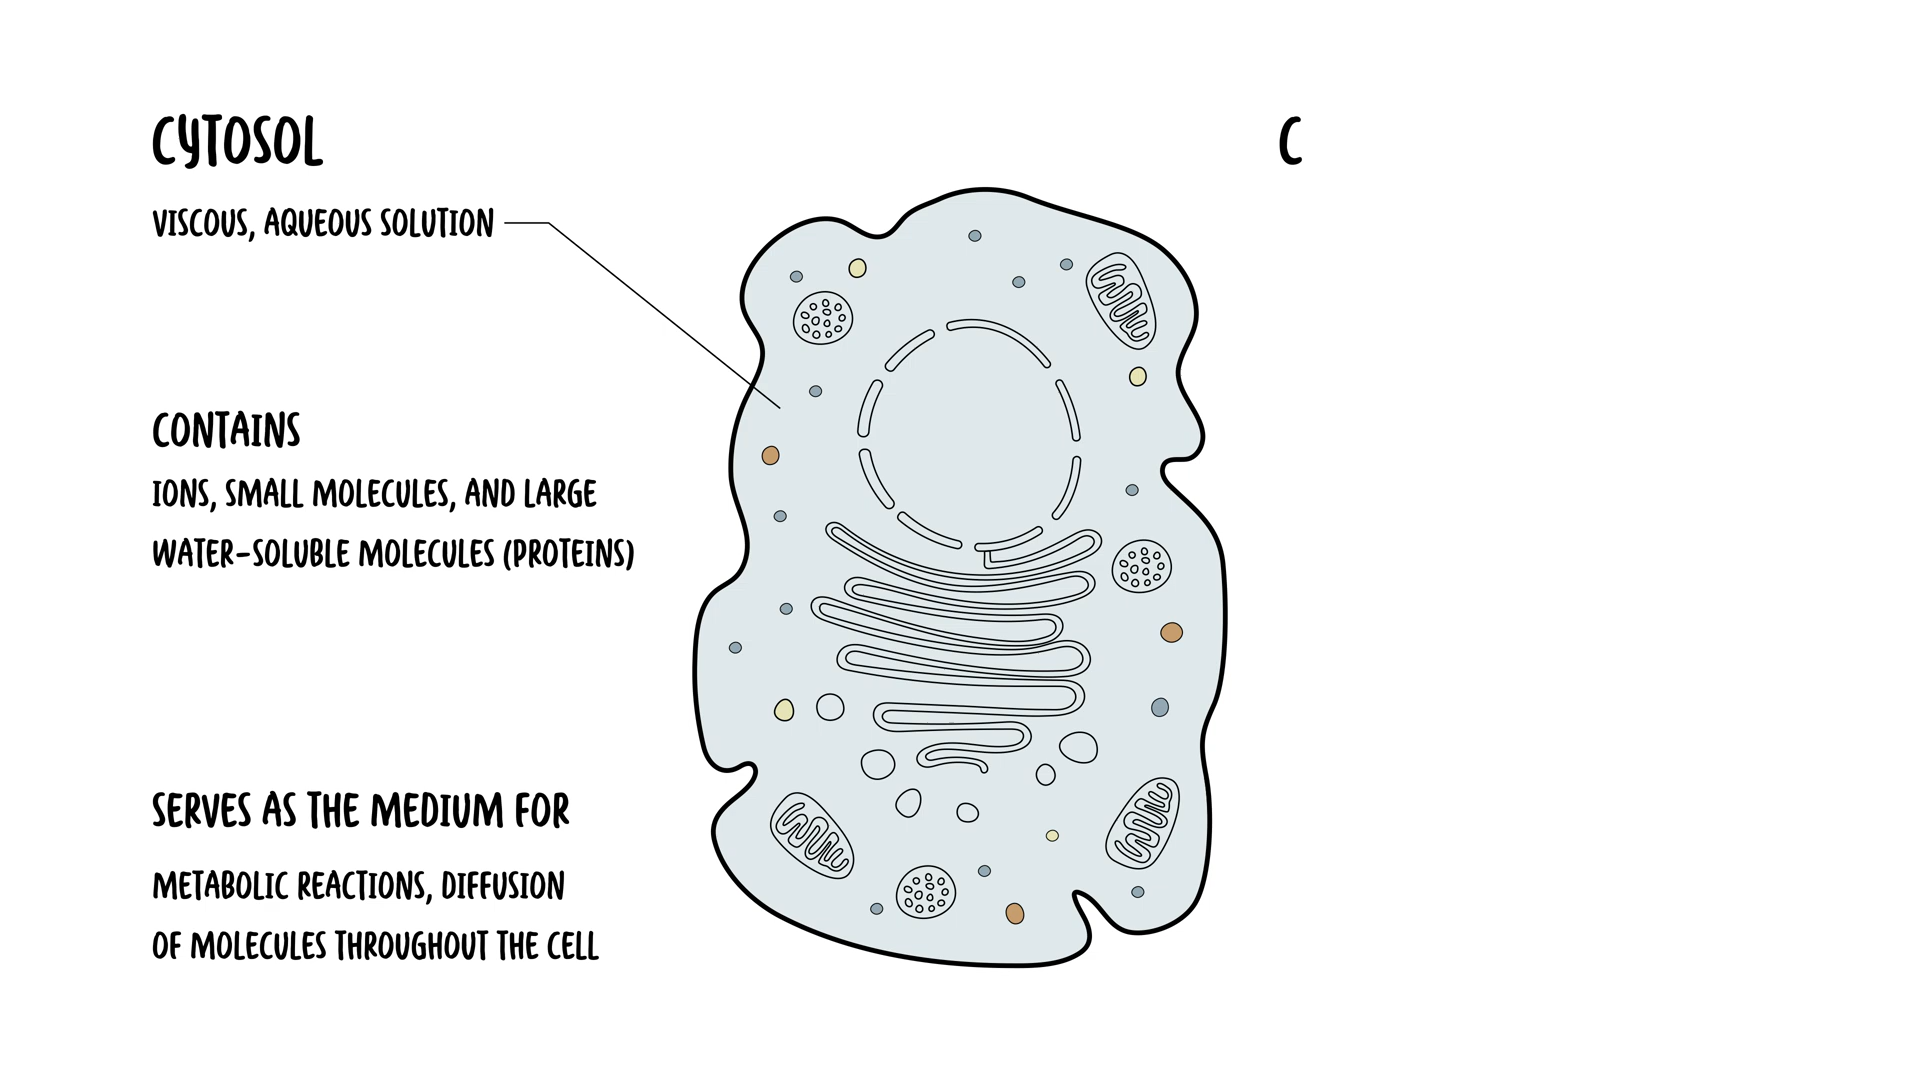 CYTOSOL
VISCOUS, AQUEOUS SOLUTION
CONTAINS
IONS, SMALL MOLECULES, AND LARGE
WATER-SOLUBLE MOLECULES (PROTEINS)
SERVES AS THE MEDIUM FOR
METABOLIC REACTIONS, DIFFUSION
OF MOLECULES THROUGHOUT THE CELL
C